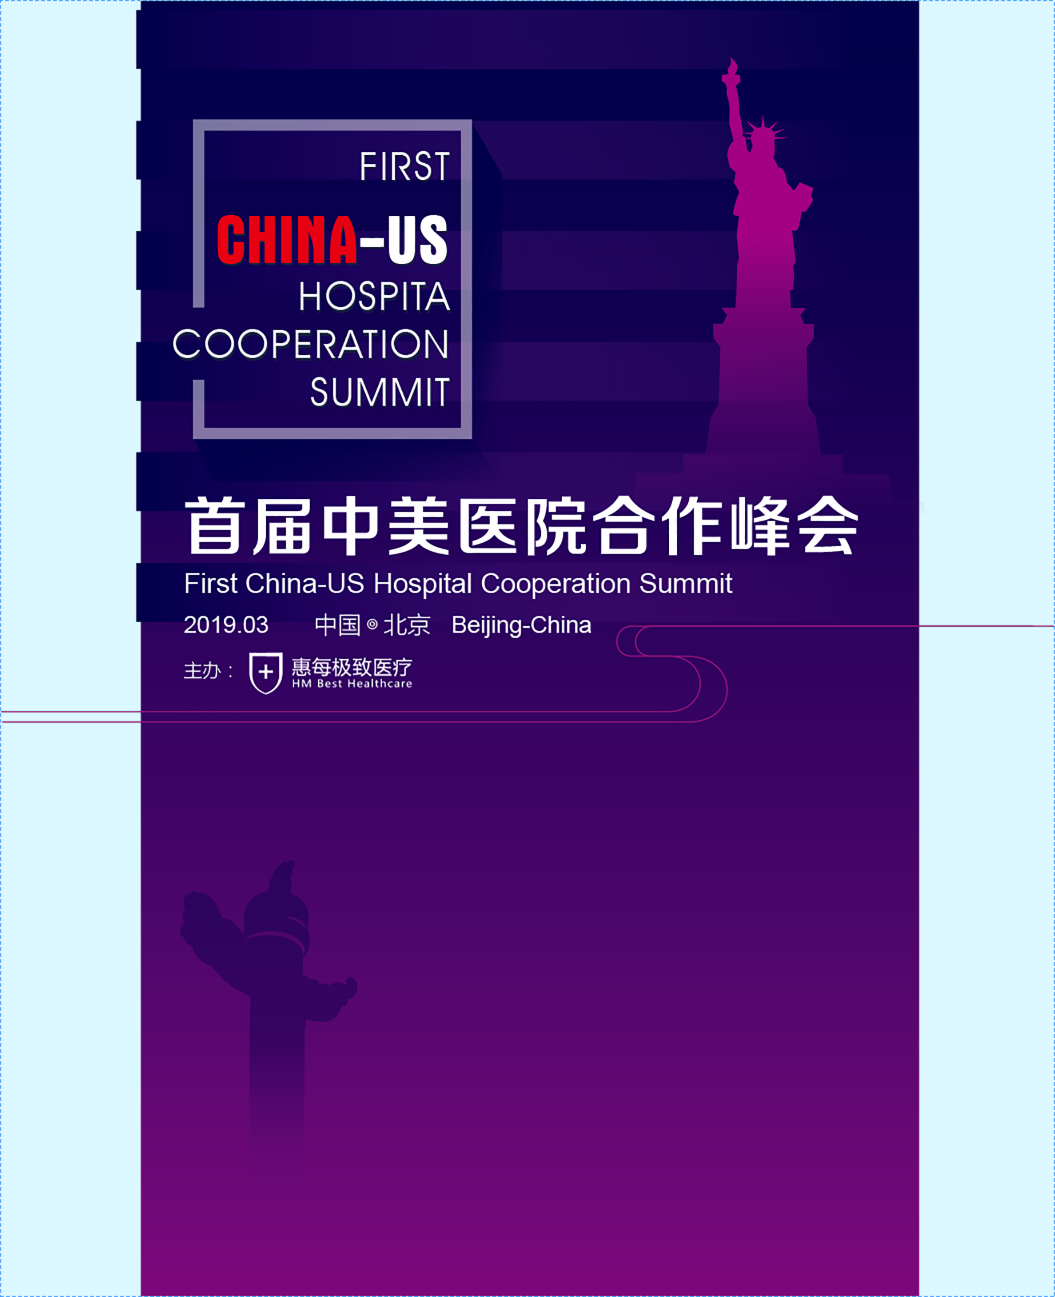 FIRST
CHINA-US
HOSPITA
COOPERATION
SUMMIT
首届中美医院合作峰会
First China-US Hospital Cooperation Summit
2019.03 中国⊙北京 Beijing-China
主办：惠每极致医疗
HM Best Healthcare